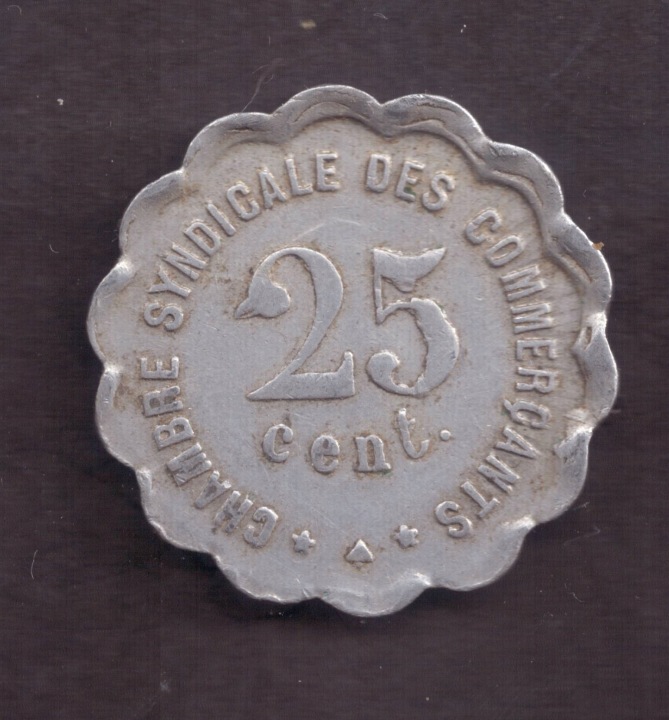 CHAMBRE SYNDICALE DES COMMERÇANTS
25
cent.